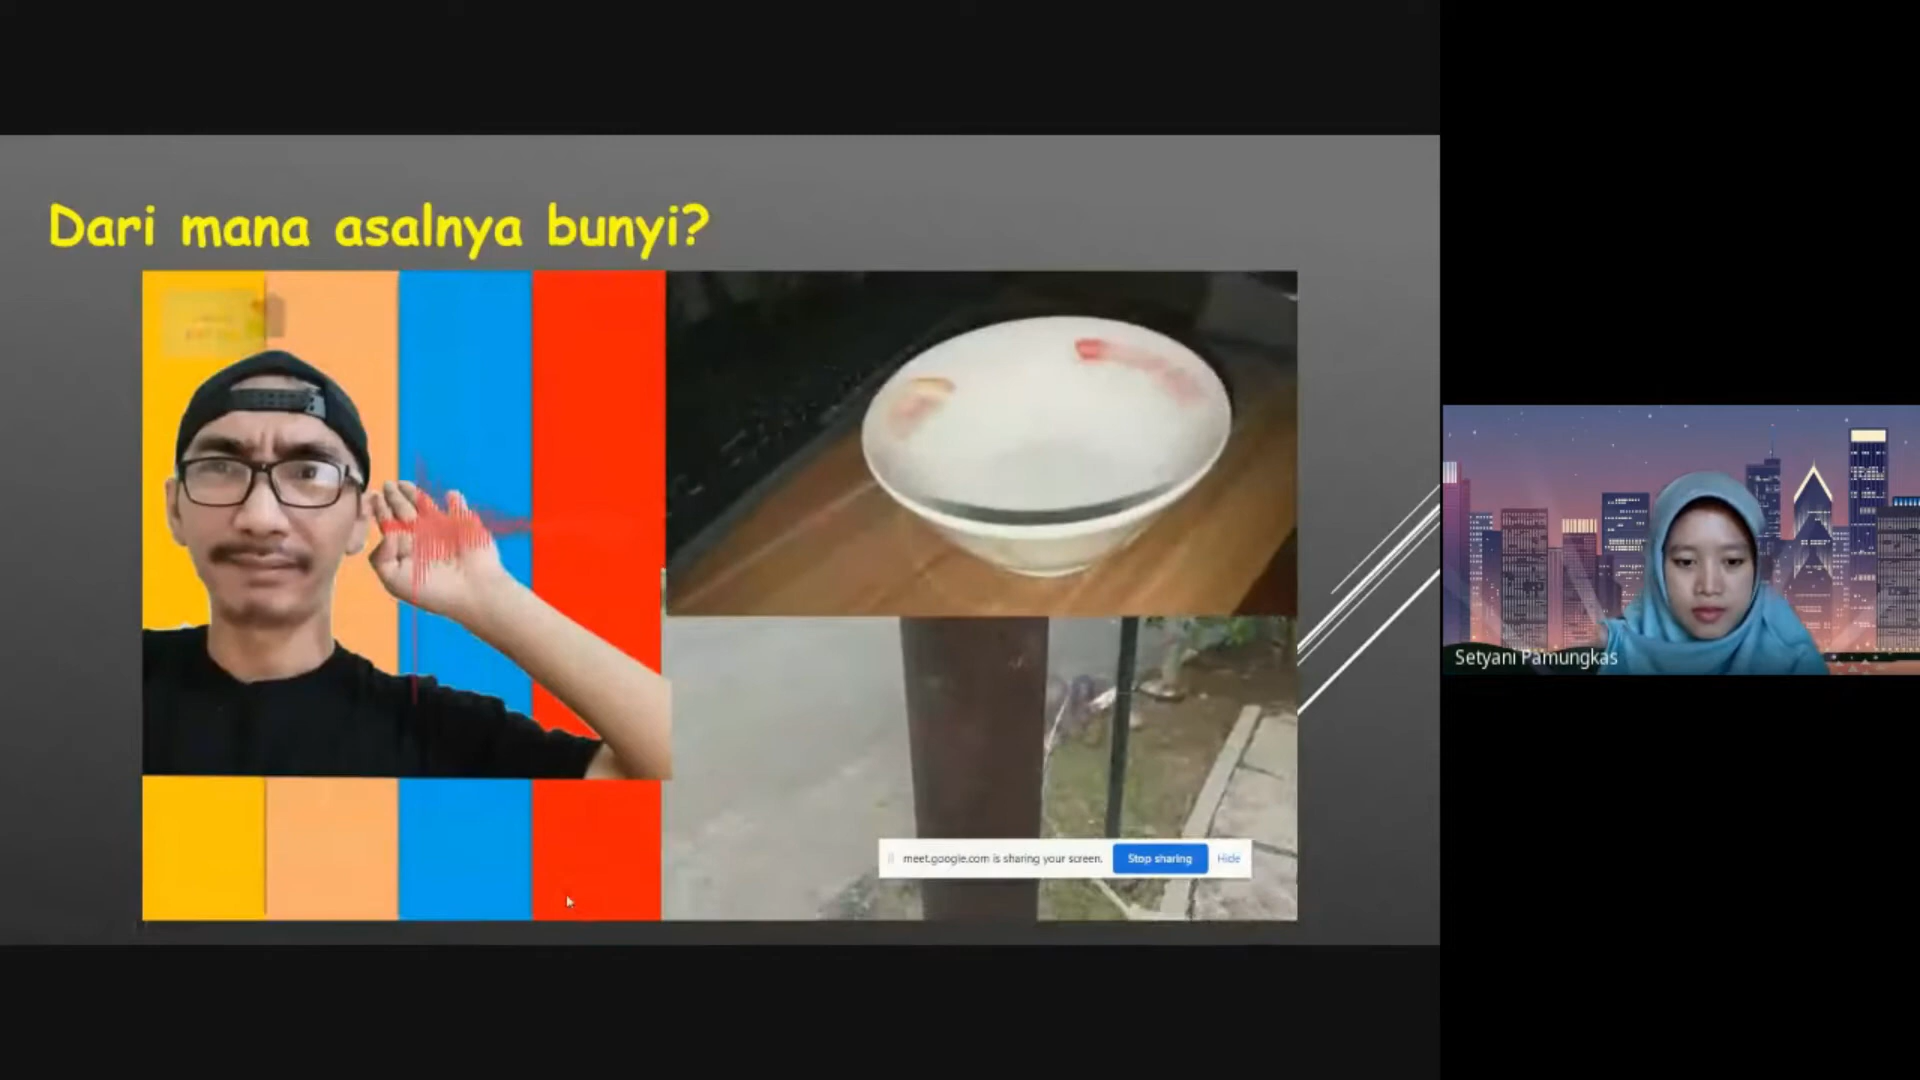 Dari mana asalnya bunyi?
meet.google.com is sharing your screen.
Stop sharing
Hide
Setyani Pamungkas